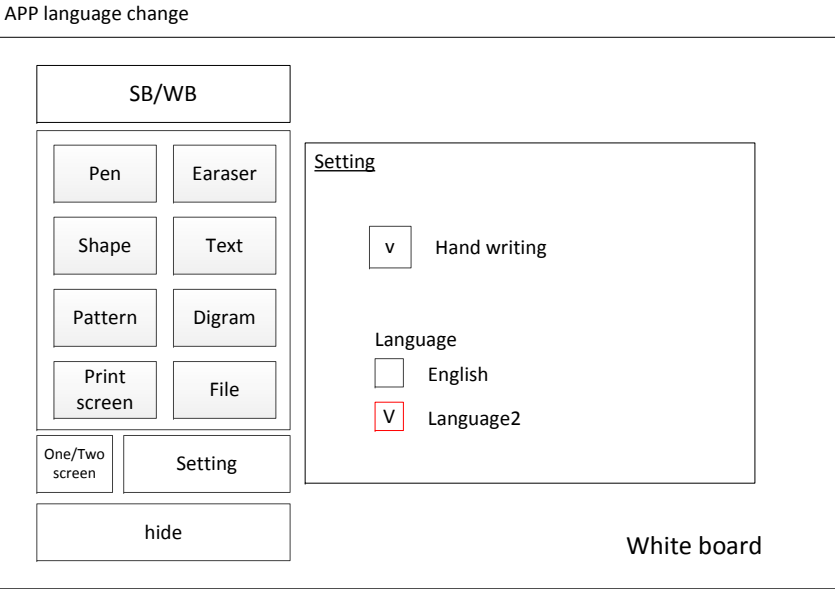 APP language change
SB/WB
Pen
Earaser
Shape
Text
Pattern
Digram
Print
screen
File
One/Two
screen
Setting
hide
Setting
v
Hand writing
Language
English
V
Language2
White board